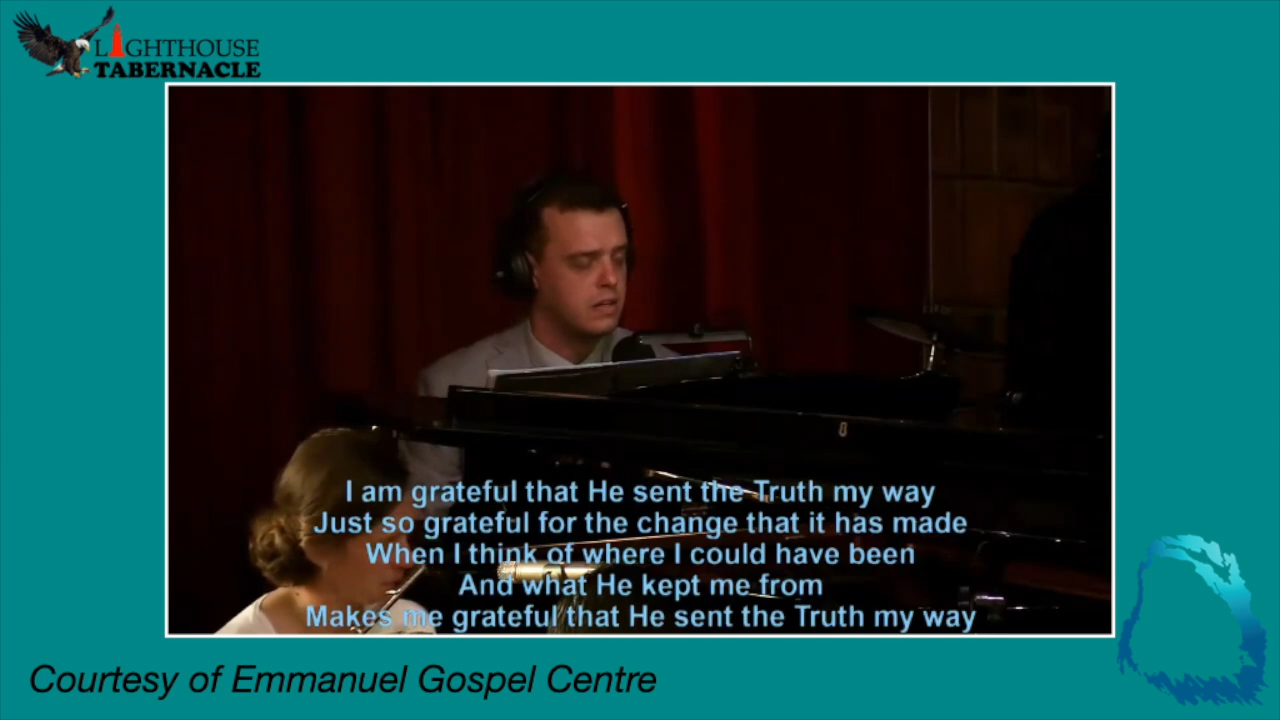 LIGHTHOUSE
TABERNACLE
I am grateful that He sent the Truth my way
Just so grateful for the change that it has made
When I think of where I could have been
And what He kept me from
Makes me grateful that He sent the Truth my way
Courtesy of Emmanuel Gospel Centre